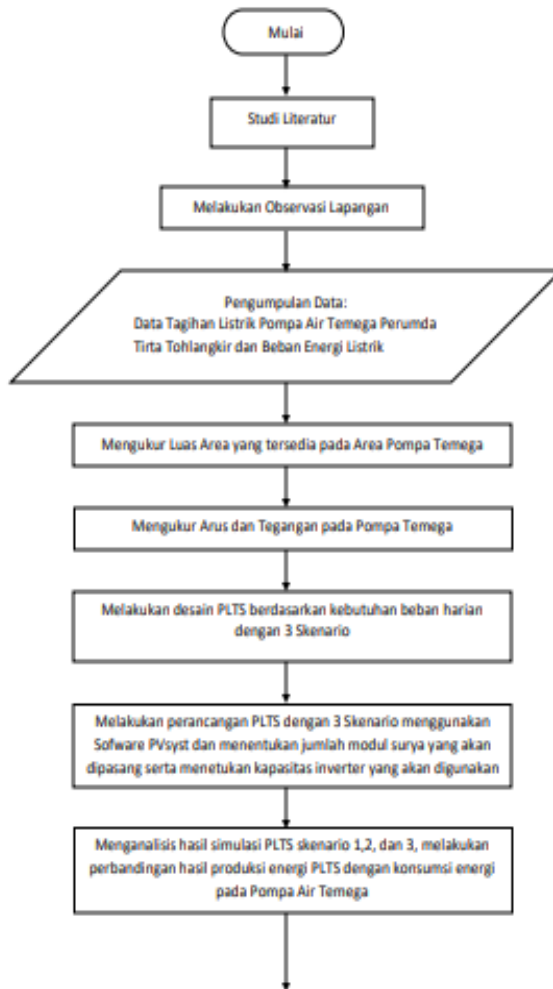 Mulai
Studi Literatur
Melakukan Observasi Lapangan
Pengumpulan Data:
Data Tagihan Listrik Pompa Air Temega Perumda
Tirta Tohlangkir dan Beban Energi Listrik
Mengukur Luas Area yang tersedia pada Area Pompa Temega
Mengukur Arus dan Tegangan pada Pompa Temega
Melakukan desain PLTS berdasarkan kebutuhan beban harian
dengan 3 Skenario
Melakukan perancangan PLTS dengan 3 Skenario menggunakan
Sofware PVsyst dan menentukan jumlah modul surya yang akan
dipasang serta menetukan kapasitas inverter yang akan digunakan
Menganalisis hasil simulasi PLTS skenario 1,2, dan 3, melakukan
perbandingan hasil produksi energi PLTS dengan konsumsi energi
pada Pompa Air Temega